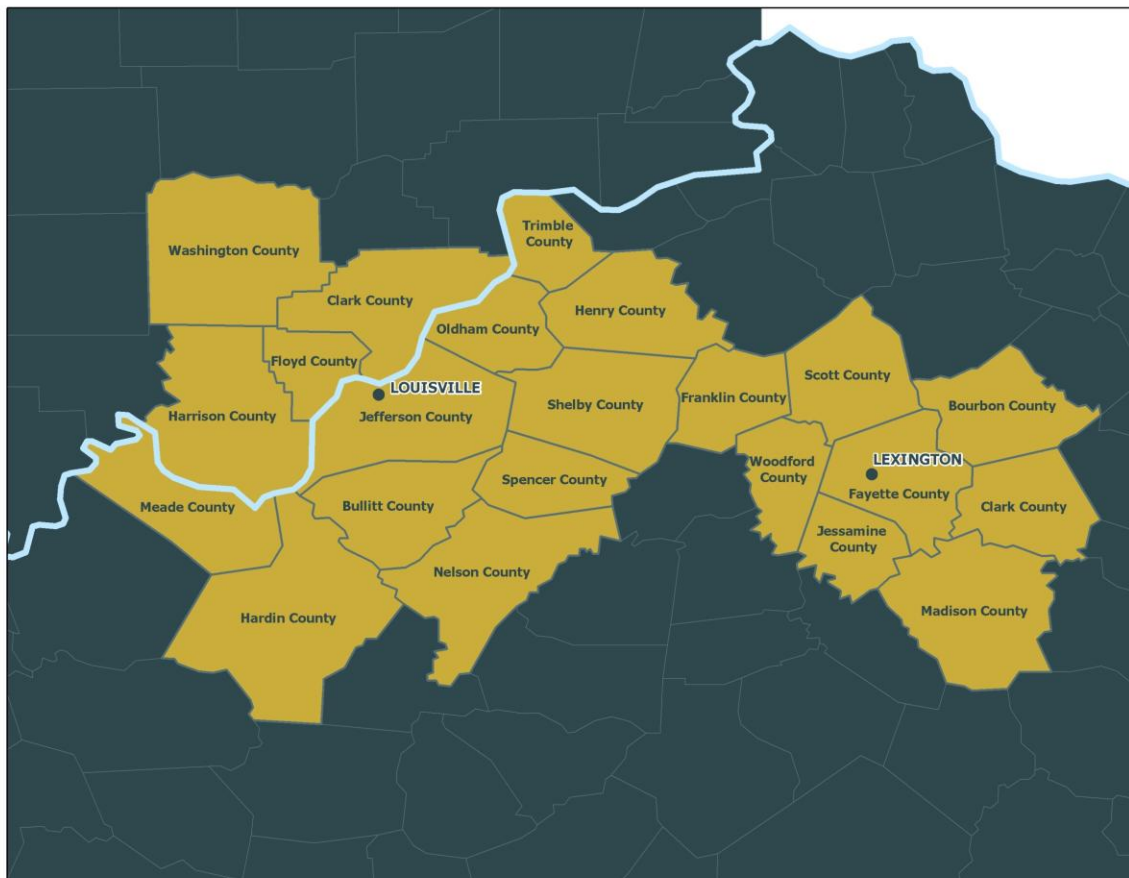 Trimble
County
Washington County
Clark County
Henry County
Oldham County
Floyd County
Scott County
LOUISVILLE
Shelby County
Franklin County
Bourbon County
Harrison County
Jefferson County
LEXINGTON
Woodford
County
Spencer County
Fayette County
Meade County
Bullitt County
Clark County
Jessamine
County
Nelson County
Madison County
Hardin County